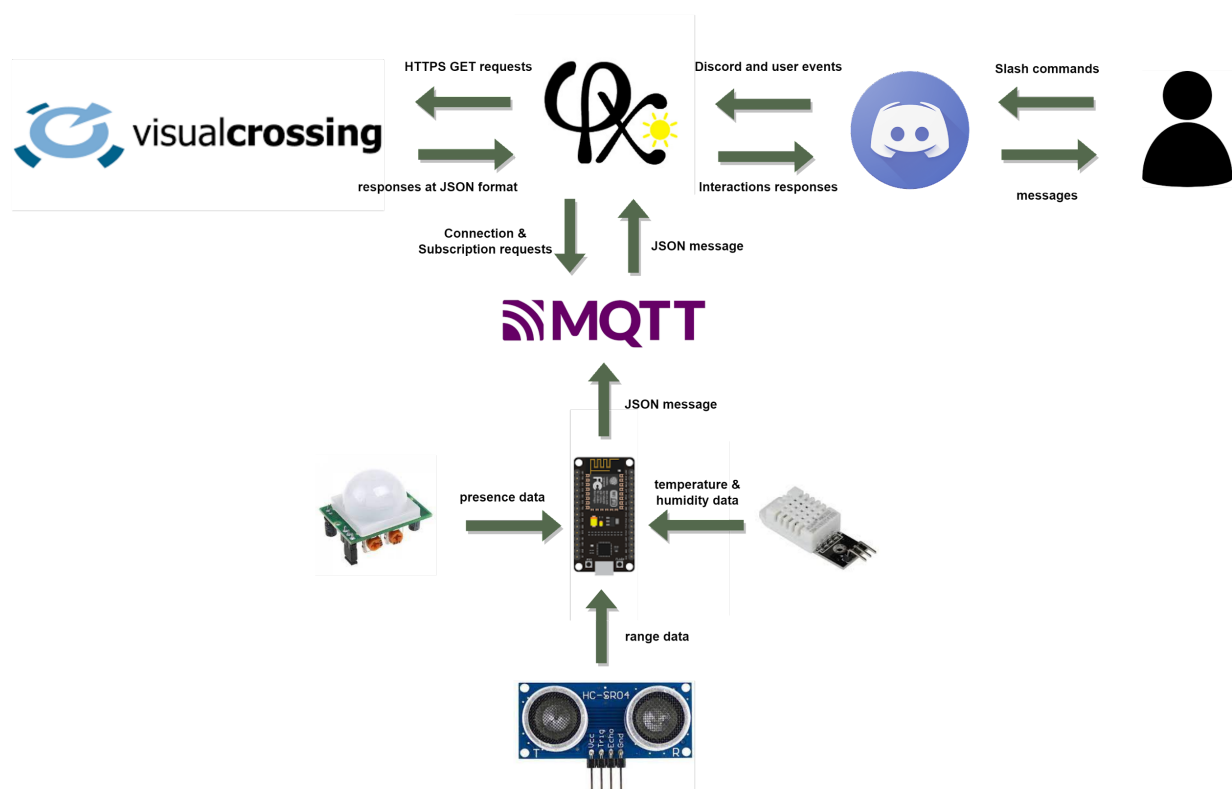 HTTPS GET requests
Discord and user events
Slash commands
visualcrossing
φx
responses at JSON format
Interactions responses
messages
Connection &
Subscription requests
JSON message
MQTT
JSON message
presence data
temperature &
humidity data
range data
HC-SR04
Vcc
Trig
Echo
Gnd
T
R